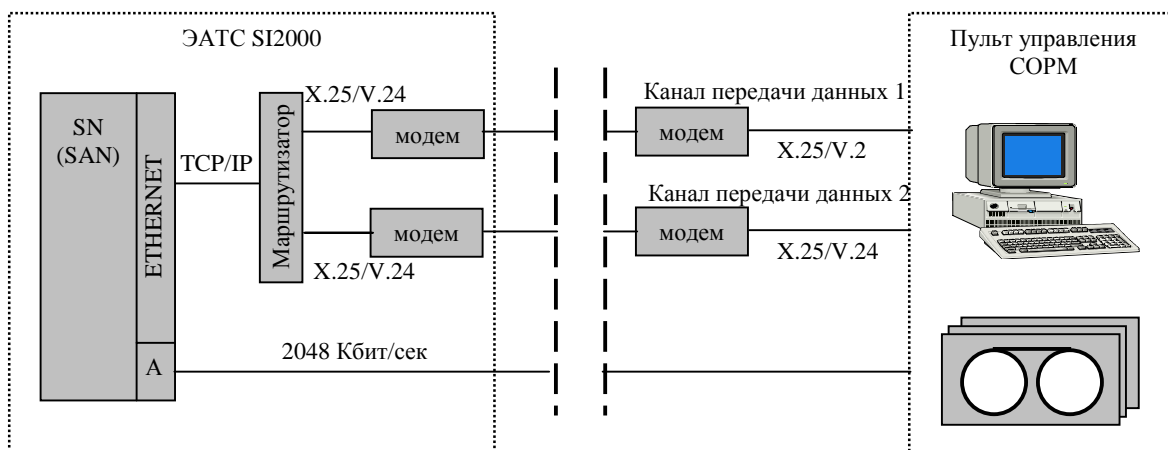 ЭАТС SI2000
Пульт управления
СОРМ
X.25/V.24
Канал передачи данных 1
SN
(SAN)
ETHERNET
TCP/IP
Маршрутизатор
модем
модем
X.25/V.2
Канал передачи данных 2
модем
модем
X.25/V.24
X.25/V.24
2048 Кбит/сек
A